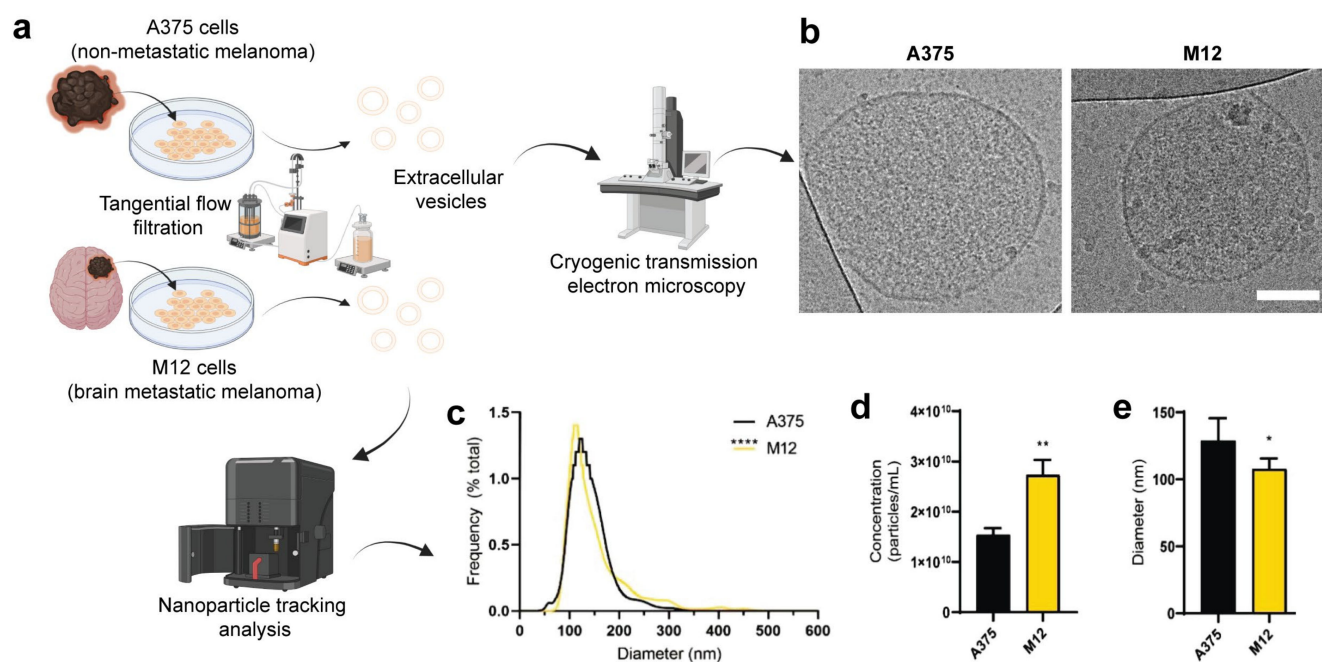 a
A375 cells
(non-metastatic melanoma)
Tangential flow
filtration
Extracellular
vesicles
Cryogenic transmission
electron microscopy
M12 cells
(brain metastatic melanoma)
Nanoparticle tracking
analysis
b
A375
M12
c
Frequency (% total)
1.5
1.0
0.5
0.0
0 100 200 300 400 500 600
Diameter (nm)
A375
**** M12
d
Concentration
(particles/mL)
4×10¹⁰
3×10¹⁰
2×10¹⁰
1×10¹⁰
0
**
A375 M12
e
Diameter (nm)
150
100
50
0
*
A375 M12